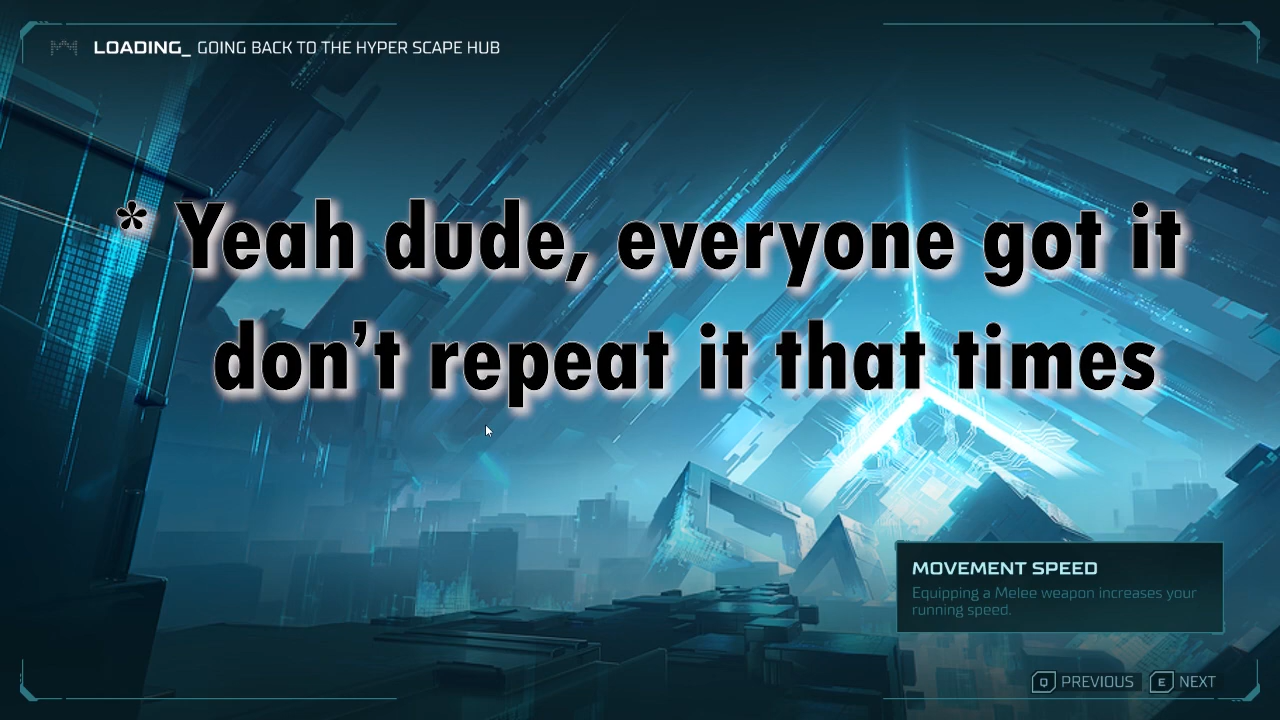 LOADING_ GOING BACK TO THE HYPER SCAPE HUB
* Yeah dude, everyone got it
don't repeat it that times
MOVEMENT SPEED
Equipping a Melee weapon increases your
running speed.
Q PREVIOUS E NEXT